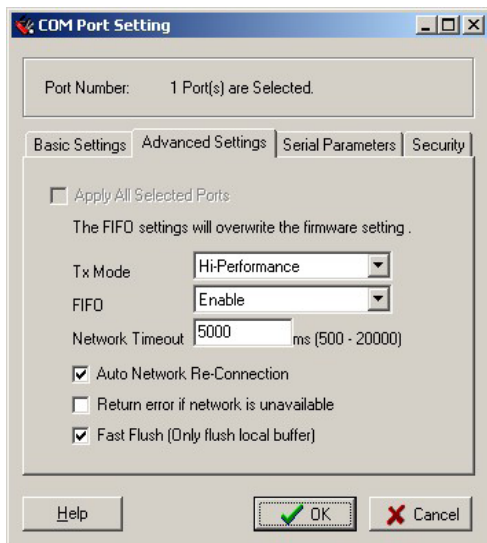 COM Port Setting
Port Number: 1 Port(s) are Selected.
Basic Settings Advanced Settings Serial Parameters Security
Apply All Selected Ports
The FIFO settings will overwrite the firmware setting .
Tx Mode Hi-Performance
FIFO Enable
Network Timeout 5000 ms (500 - 20000)
Auto Network Re-Connection
Return error if network is unavailable
Fast Flush (Only flush local buffer)
Help OK Cancel